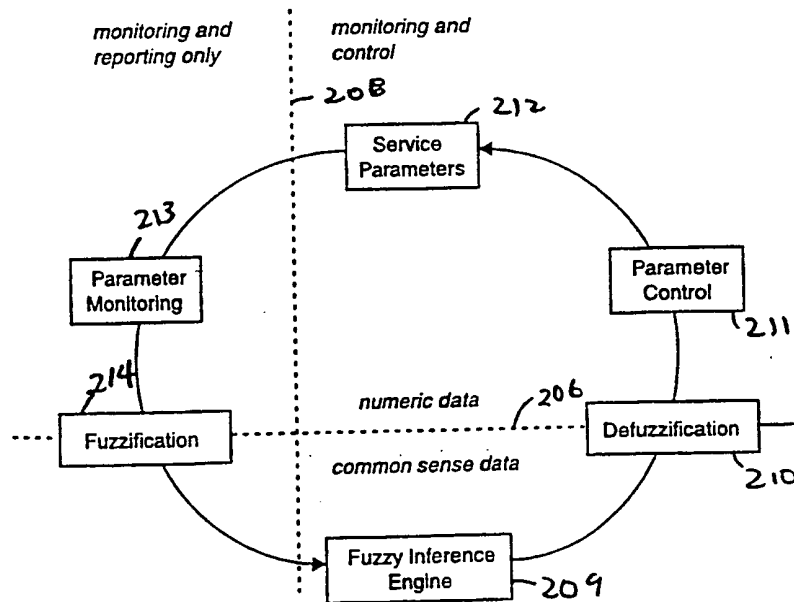 monitoring and
reporting only
monitoring and
control
208
212
Service
Parameters
213
Parameter
Monitoring
Parameter
Control
211
214
numeric data
206
Fuzzification
Defuzzification
common sense data
210
Fuzzy Inference
Engine
209